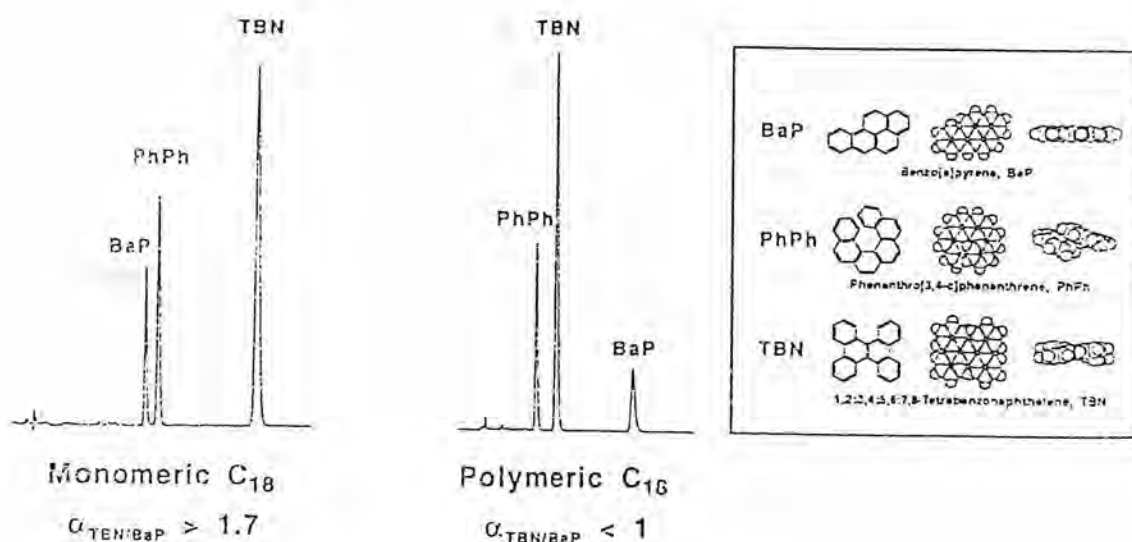 TBN
PhPh
BaP
Monomeric C18
αTBN/BaP > 1.7
TBN
PhPh
BaP
Polymeric C18
αTBN/BaP < 1
BaP
Benzo[a]pyrene, BaP
PhPh
Phenanthro[3,4-c]phenanthrene, PhPh
TBN
1,2:3,4:5,6:7,8-Tetrabenzonaphthalene, TBN